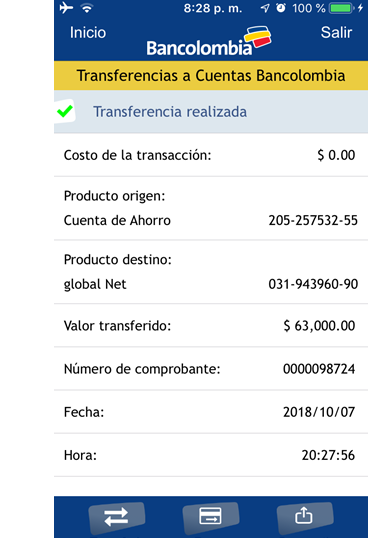 8:28 p. m. 100 %
Inicio Bancolombia Salir
Transferencias a Cuentas Bancolombia
Transferencia realizada
Costo de la transacción: $ 0.00
Producto origen:
Cuenta de Ahorro 205-257532-55
Producto destino:
global Net 031-943960-90
Valor transferido: $ 63,000.00
Número de comprobante: 0000098724
Fecha: 2018/10/07
Hora: 20:27:56